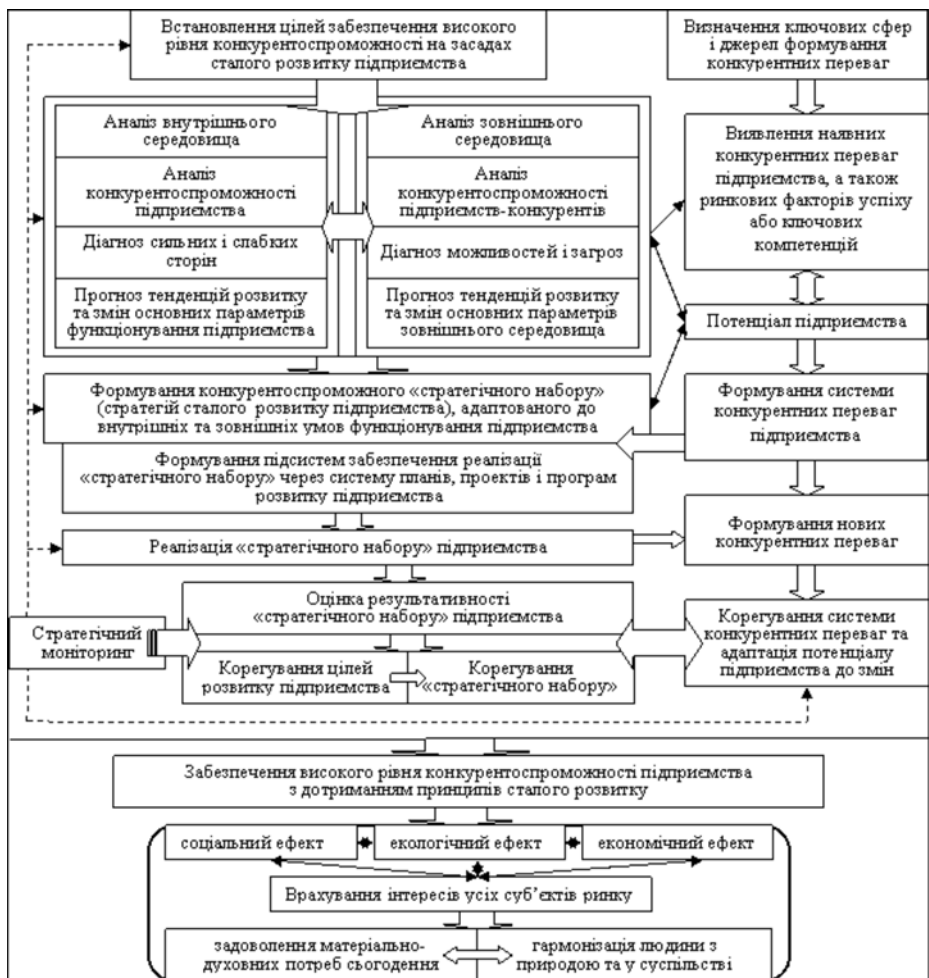 Встановлення цілей забезпечення високого
рівня конкурентоспроможності на засадах
сталого розвитку підприємства
Визначення ключових сфер
і джерел формування
конкурентних переваг
Аналіз внутрішнього
середовища
Аналіз
конкурентоспроможності
підприємства
Діагноз сильних і слабких
сторін
Прогноз тенденцій розвитку
та змін основних параметрів
функціонування підприємства
Аналіз зовнішнього
середовища
Аналіз
конкурентоспроможності
підприємств-конкурентів
Діагноз можливостей і загроз
Прогноз тенденцій розвитку
та змін основних параметрів
зовнішнього середовища
Виявлення наявних
конкурентних переваг
підприємства, а також
ринкових факторів успіху
або ключових
компетенцій
Потенціал підприємства
Формування конкурентоспроможного «стратегічного набору»
(стратегій сталого розвитку підприємства), адаптованого до
внутрішніх та зовнішніх умов функціонування підприємства
Формування системи
конкурентних переваг
підприємства
Формування підсистем забезпечення реалізації
«стратегічного набору» через систему планів, проектів і програм
розвитку підприємства
Реалізація «стратегічного набору» підприємства
Формування нових
конкурентних переваг
Оцінка результативності
«стратегічного набору» підприємства
Стратегічний
моніторинг
Корегування цілей
розвитку підприємства
Корегування
«стратегічного набору»
Корегування системи
конкурентних переваг та
адаптація потенціалу
підприємства до змін
Забезпечення високого рівня конкурентоспроможності підприємства
з дотриманням принципів сталого розвитку
соціальний ефект
екологічний ефект
економічний ефект
Врахування інтересів усіх суб’єктів ринку
задоволення матеріально-
духовних потреб сьогодення
гармонізація людини з
природою та у суспільстві